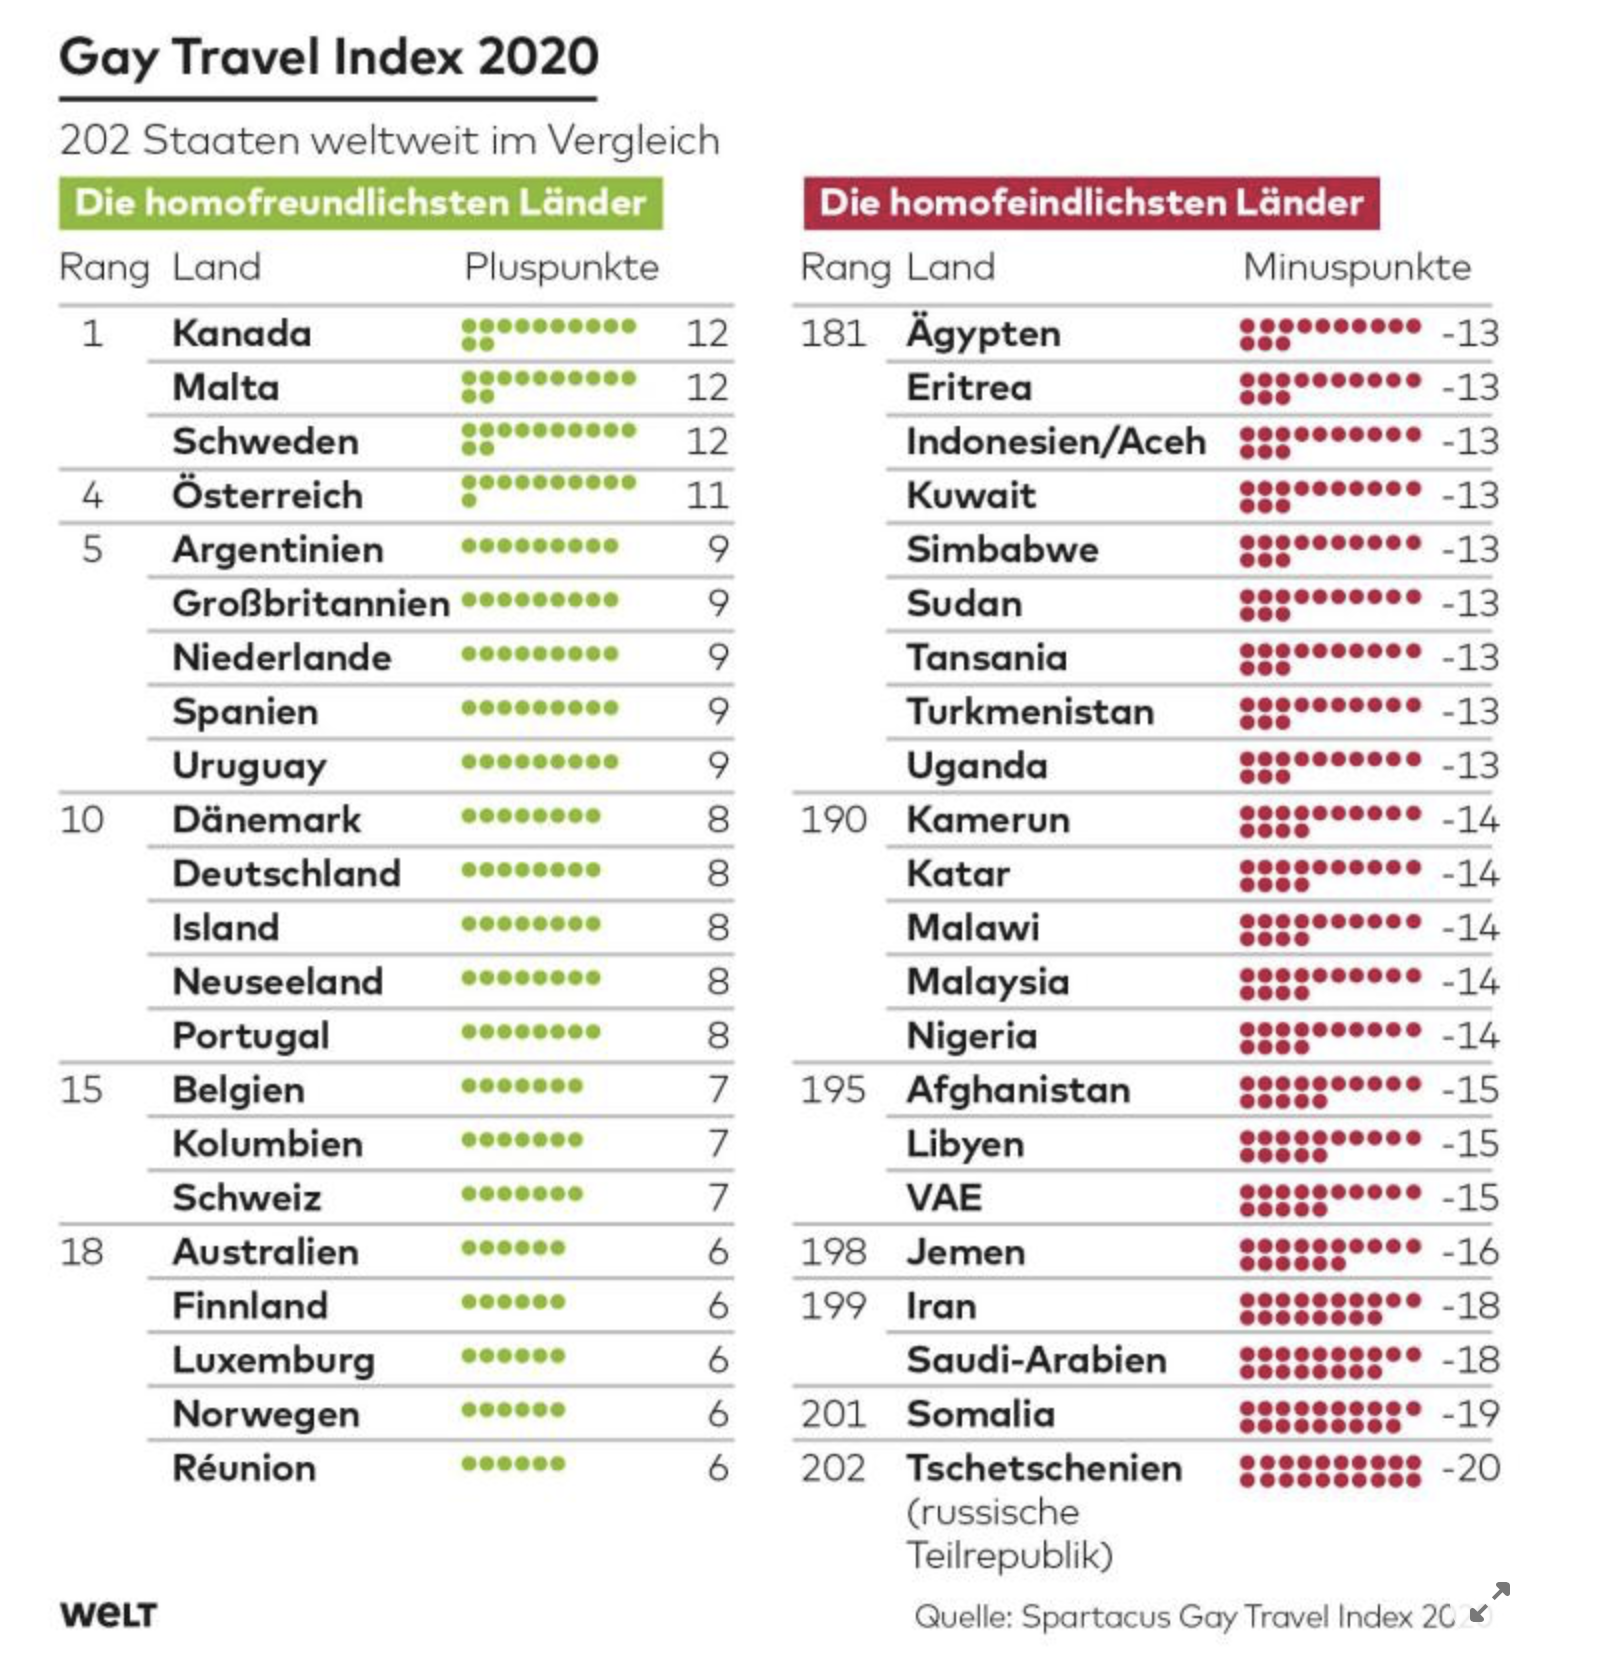 Gay Travel Index 2020
202 Staaten weltweit im Vergleich
Die homofreundlichsten Länder
Rang Land Pluspunkte
1 Kanada 12
Malta 12
Schweden 12
4 Österreich 11
5 Argentinien 9
Großbritannien 9
Niederlande 9
Spanien 9
Uruguay 9
10 Dänemark 8
Deutschland 8
Island 8
Neuseeland 8
Portugal 8
15 Belgien 7
Kolumbien 7
Schweiz 7
18 Australien 6
Finnland 6
Luxemburg 6
Norwegen 6
Réunion 6
Die homofeindlichsten Länder
Rang Land Minuspunkte
181 Ägypten -13
Eritrea -13
Indonesien/Aceh -13
Kuwait -13
Simbabwe -13
Sudan -13
Tansania -13
Turkmenistan -13
Uganda -13
190 Kamerun -14
Katar -14
Malawi -14
Malaysia -14
Nigeria -14
195 Afghanistan -15
Libyen -15
VAE -15
198 Jemen -16
199 Iran -18
Saudi-Arabien -18
201 Somalia -19
202 Tschetschenien -20
(russische
Teilrepublik)
WELT
Quelle: Spartacus Gay Travel Index 2020